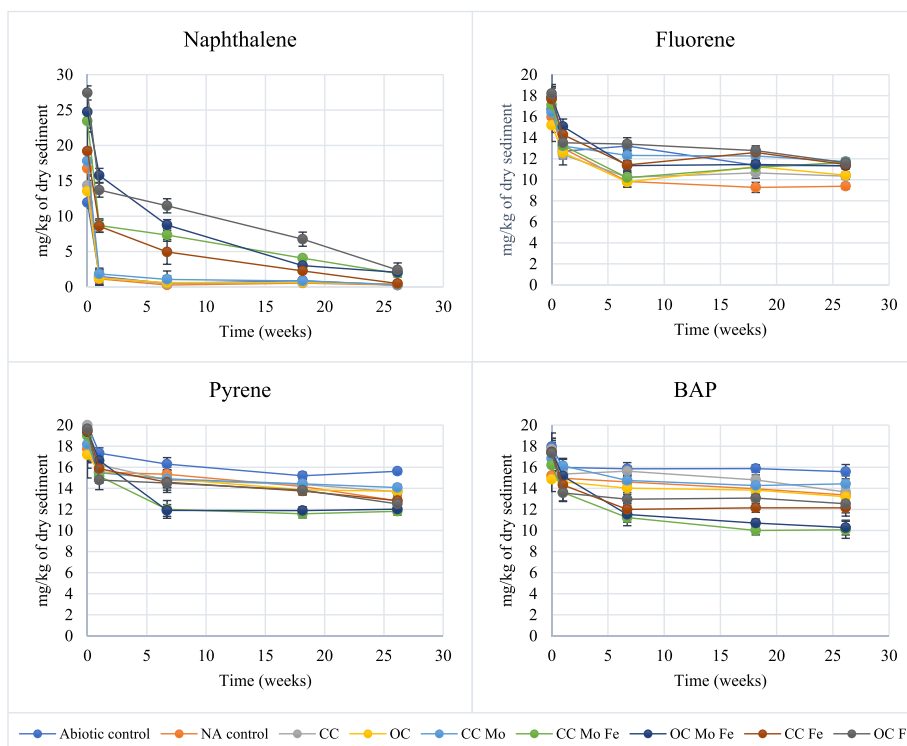 Naphthalene
30
25
20
15
10
5
0
0 5 10 15 20 25 30
mg/kg of dry sediment
Time (weeks)
Fluorene
20
18
16
14
12
10
8
6
4
2
0
0 5 10 15 20 25 30
mg/kg of dry sediment
Time (weeks)
Pyrene
20
18
16
14
12
10
8
6
4
2
0
0 5 10 15 20 25 30
mg/kg of dry sediment
Time (weeks)
BAP
20
18
16
14
12
10
8
6
4
2
0
0 5 10 15 20 25 30
mg/kg of dry sediment
Time (weeks)
Abiotic control NA control CC OC CC Mo CC Mo Fe OC Mo Fe CC Fe OC F